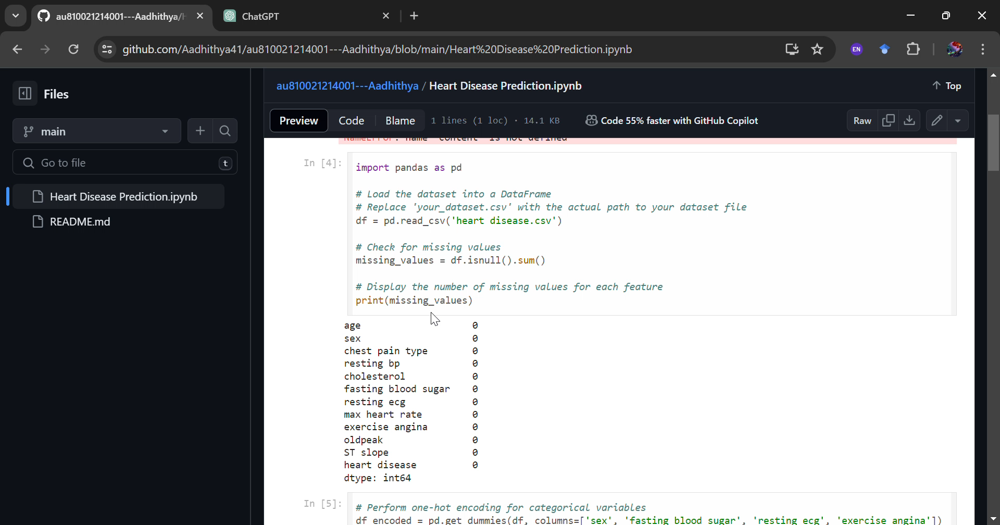 au810021214001---Aadhithya/H
ChatGPT
github.com/Aadhithya41/au810021214001---Aadhithya/blob/main/Heart%20Disease%20Prediction.ipynb
EN
Files
main
Go to file
t
Heart Disease Prediction.ipynb
README.md
au810021214001---Aadhithya / Heart Disease Prediction.ipynb
Top
Preview
Code
Blame
1 lines (1 loc) · 14.1 KB
Code 55% faster with GitHub Copilot
Raw
NameError: name 'content' is not defined
In [4]:
import pandas as pd
# Load the dataset into a DataFrame
# Replace 'your_dataset.csv' with the actual path to your dataset file
df = pd.read_csv('heart disease.csv')
# Check for missing values
missing_values = df.isnull().sum()
# Display the number of missing values for each feature
print(missing_values)
age 0
sex 0
chest pain type 0
resting bp 0
cholesterol 0
fasting blood sugar 0
resting ecg 0
max heart rate 0
exercise angina 0
oldpeak 0
ST slope 0
heart disease 0
dtype: int64
In [5]:
# Perform one-hot encoding for categorical variables
df_encoded = pd.get_dummies(df, columns=['sex', 'fasting blood sugar', 'resting ecg', 'exercise angina'])